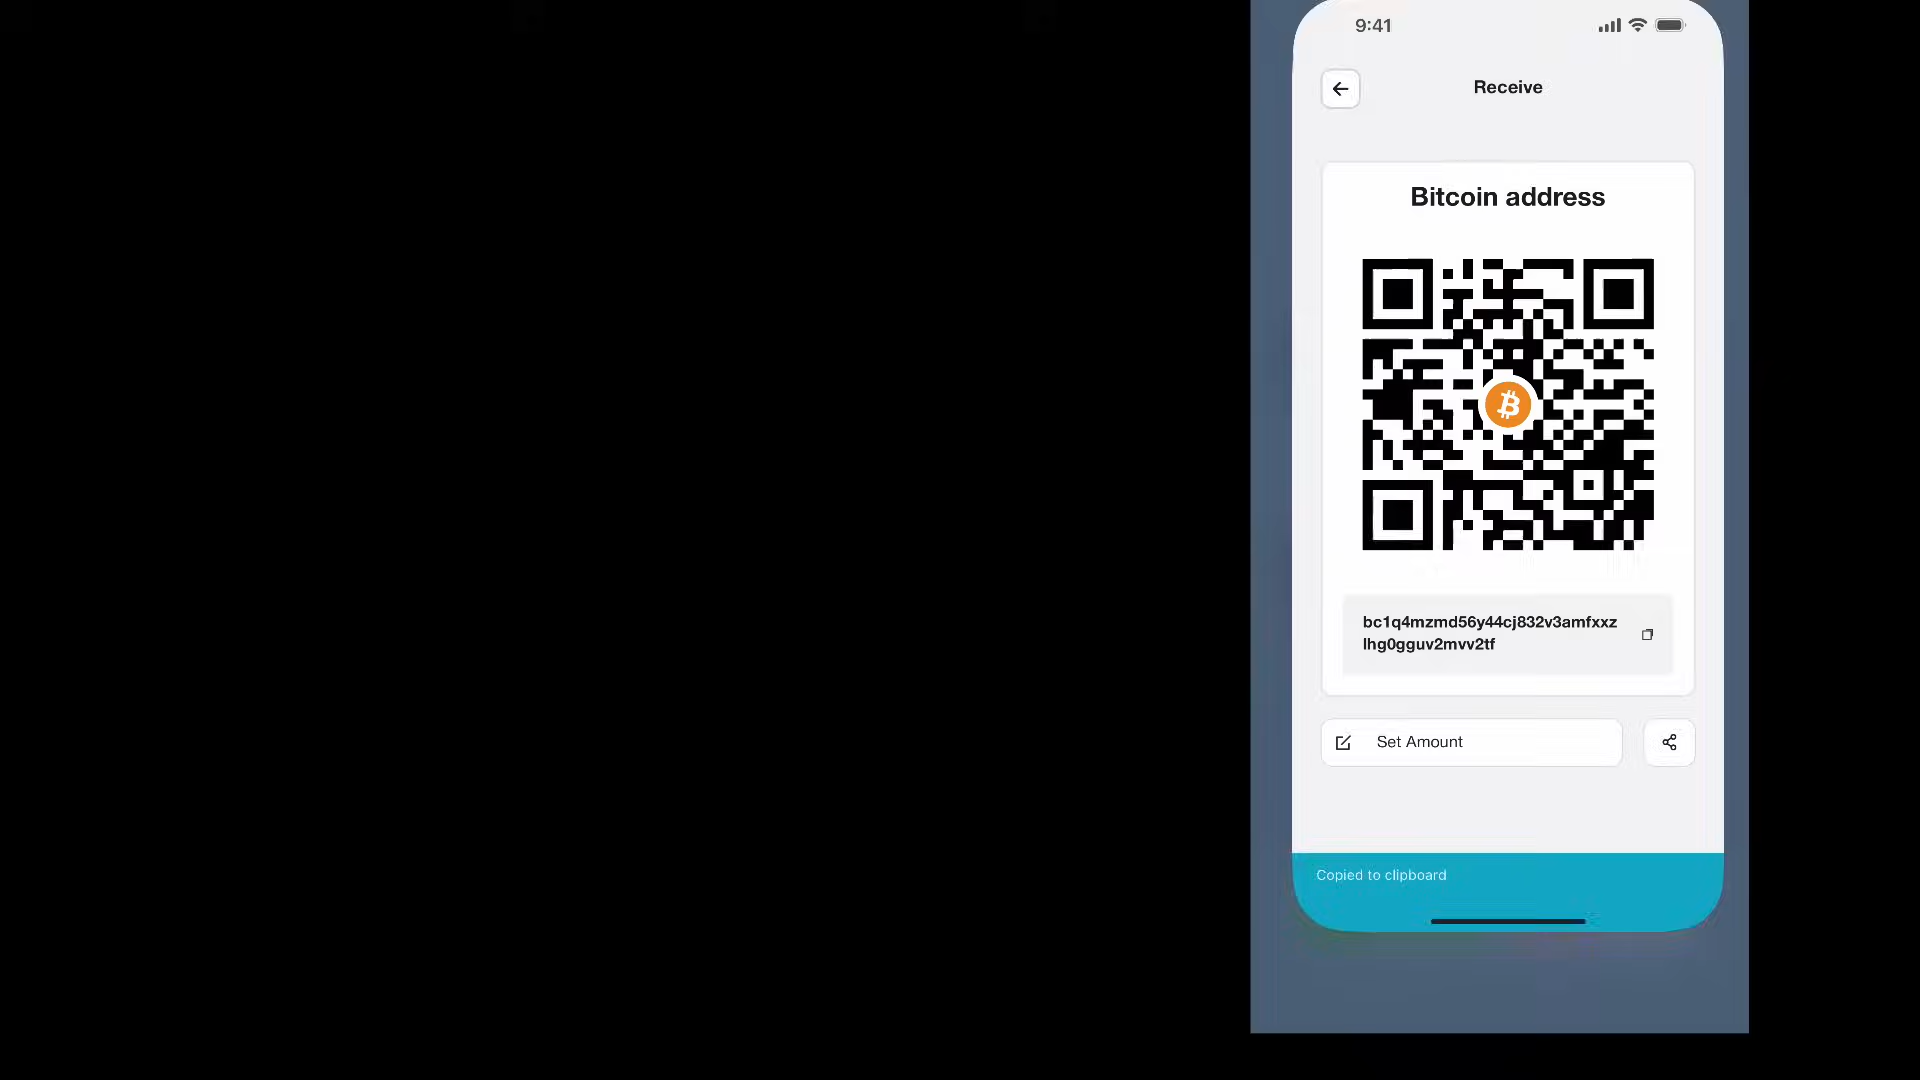 9:41
Receive
Bitcoin address
bc1q4mzmd56y44cj832v3amfxxz
lhg0gguv2mvv2tf
Set Amount
Copied to clipboard